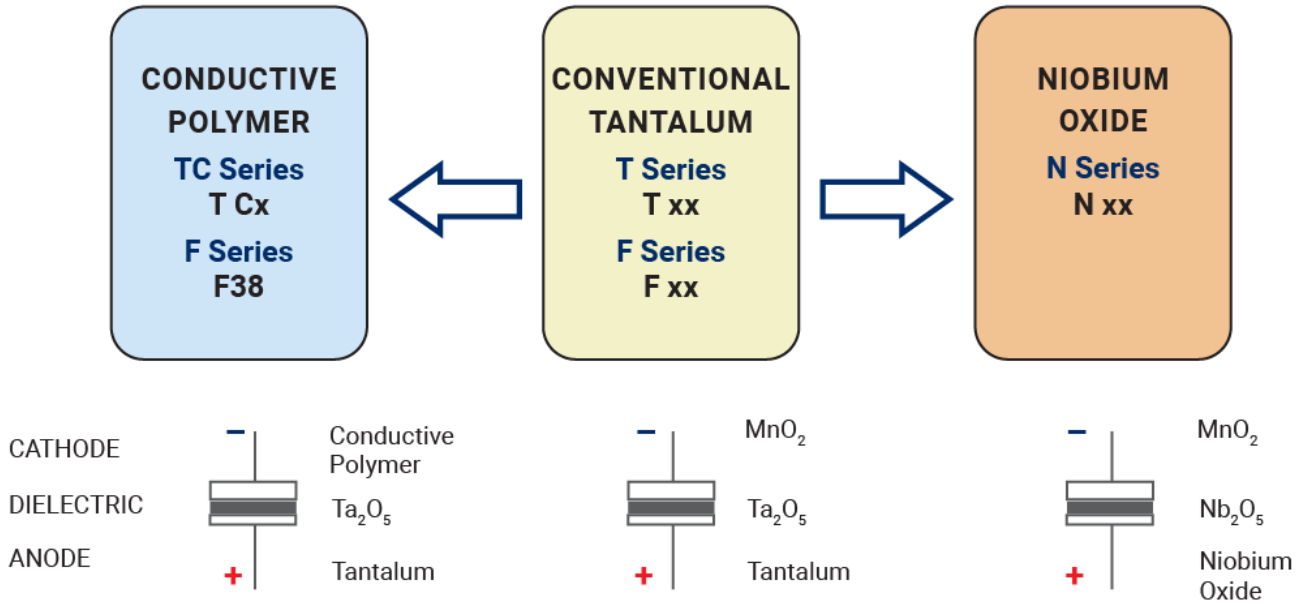 CONDUCTIVE
POLYMER
TC Series
T Cx
F Series
F38
CONVENTIONAL
TANTALUM
T Series
T xx
F Series
F xx
NIOBIUM
OXIDE
N Series
N xx
CATHODE
− Conductive
Polymer
− MnO₂
− MnO₂
DIELECTRIC
Ta₂O₅
Ta₂O₅
Nb₂O₅
ANODE
+ Tantalum
+ Tantalum
+ Niobium
Oxide